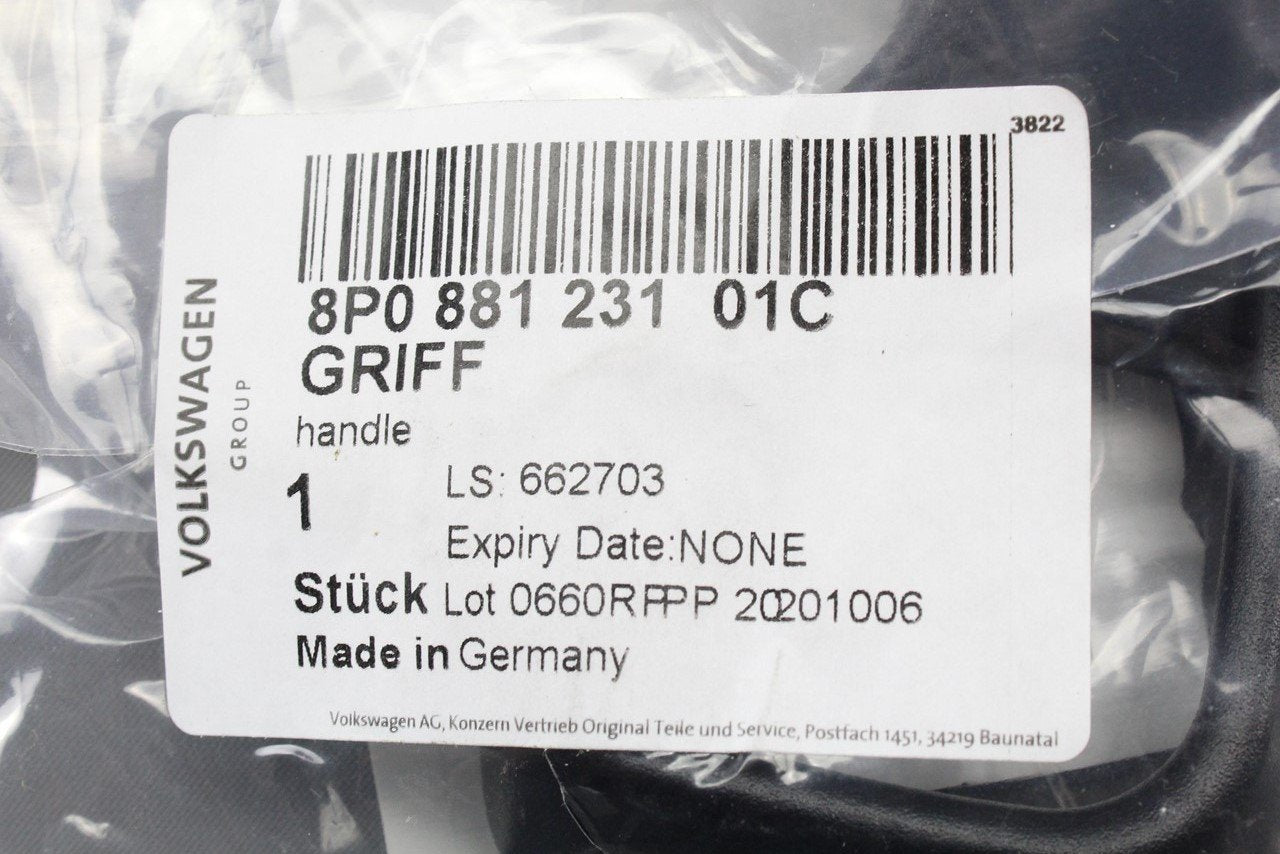 3822
8P0 881 231 01C
GRIFF
handle
1
LS: 662703
Expiry Date:NONE
Stück Lot 0660RPPP 20201006
Made in Germany
Volkswagen AG, Konzern Vertrieb Original Teile und Service, Postfach 1451, 34219 Baunatal
VOLKSWAGEN
GROUP